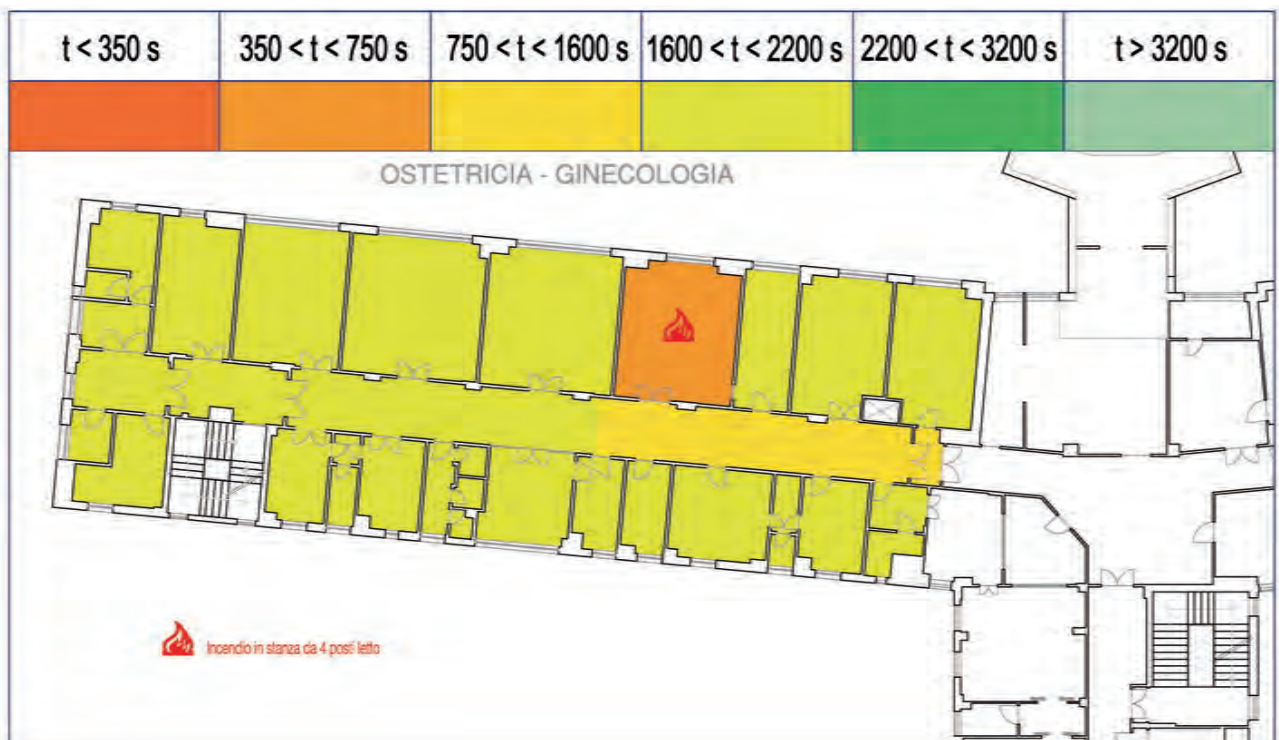 t < 350 s
350 < t < 750 s
750 < t < 1600 s
1600 < t < 2200 s
2200 < t < 3200 s
t > 3200 s
OSTETRICIA - GINECOLOGIA
Incendio in stanza da 4 posti letto